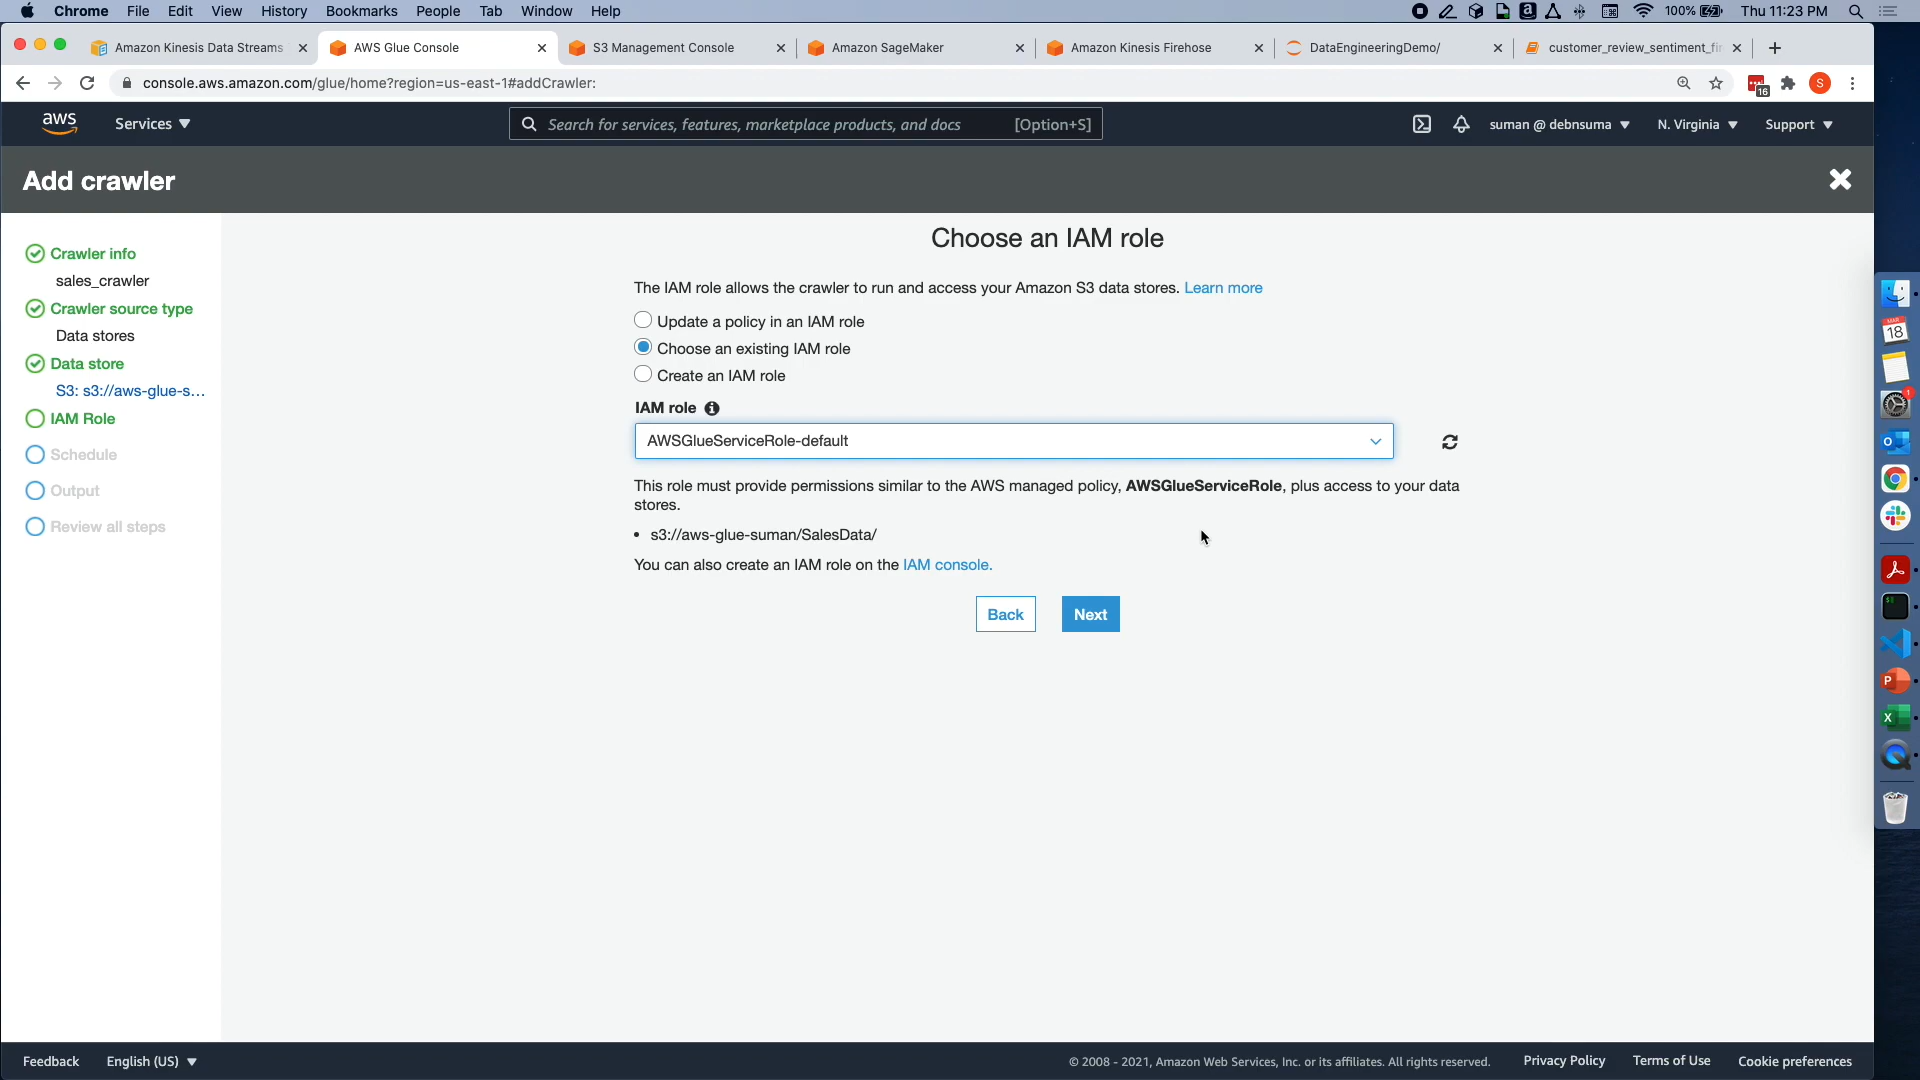 Chrome File Edit View History Bookmarks People Tab Window Help 100% Thu 11:23 PM
Amazon Kinesis Data Streams AWS Glue Console S3 Management Console Amazon SageMaker Amazon Kinesis Firehose DataEngineeringDemo/ customer_review_sentiment_fi
console.aws.amazon.com/glue/home?region=us-east-1#addCrawler: 16 S
aws Services Search for services, features, marketplace products, and docs [Option+S] suman @ debnsuma N. Virginia Support
Add crawler
Crawler info
sales_crawler
Crawler source type
Data stores
Data store
S3: s3://aws-glue-s...
IAM Role
Schedule
Output
Review all steps
Choose an IAM role
The IAM role allows the crawler to run and access your Amazon S3 data stores. Learn more
Update a policy in an IAM role
Choose an existing IAM role
Create an IAM role
IAM role
AWSGlueServiceRole-default
This role must provide permissions similar to the AWS managed policy, AWSGlueServiceRole, plus access to your data
stores.
• s3://aws-glue-suman/SalesData/
You can also create an IAM role on the IAM console.
Back Next
MAR
18
1
Feedback English (US) © 2008 - 2021, Amazon Web Services, Inc. or its affiliates. All rights reserved. Privacy Policy Terms of Use Cookie preferences